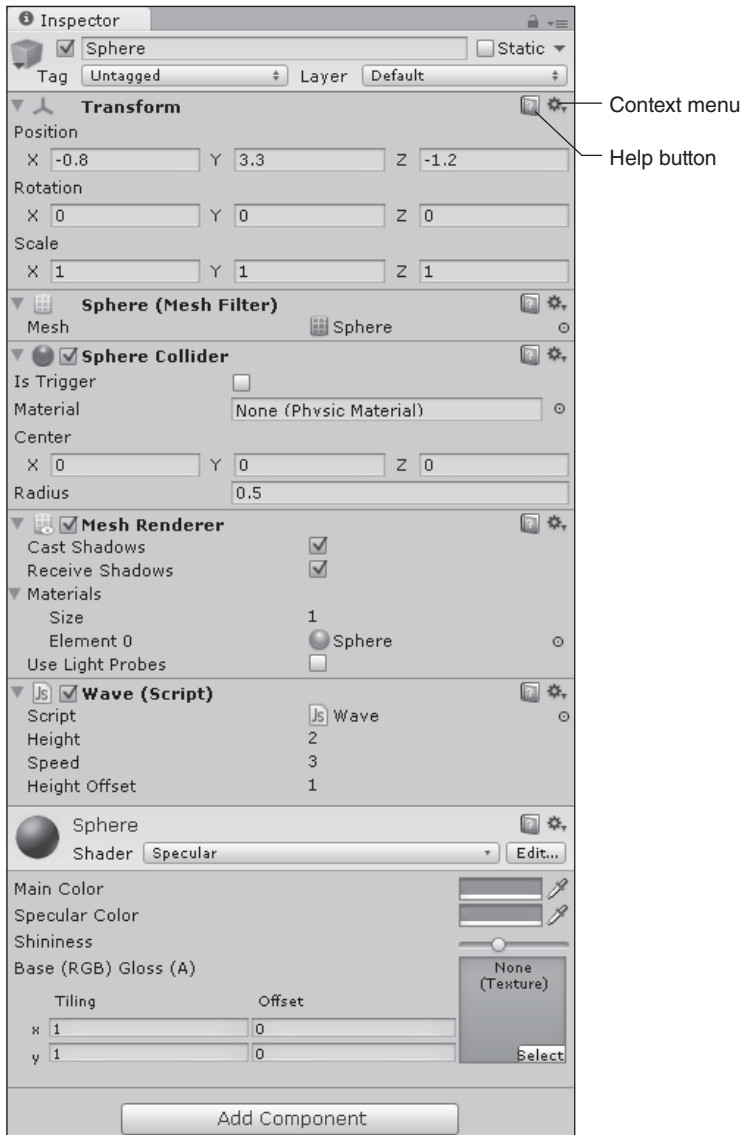 Inspector
Sphere Static
Tag Untagged Layer Default
Transform
Context menu
Position
Help button
X -0.8 Y 3.3 Z -1.2
Rotation
X 0 Y 0 Z 0
Scale
X 1 Y 1 Z 1
Sphere (Mesh Filter)
Mesh Sphere
Sphere Collider
Is Trigger
Material None (Physic Material)
Center
X 0 Y 0 Z 0
Radius 0.5
Mesh Renderer
Cast Shadows
Receive Shadows
Materials
Size 1
Element 0 Sphere
Use Light Probes
Js Wave (Script)
Script Js Wave
Height 2
Speed 3
Height Offset 1
Sphere
Shader Specular Edit...
Main Color
Specular Color
Shininess
Base (RGB) Gloss (A) None
(Texture)
Tiling Offset
x 1 0
y 1 0 Select
Add Component